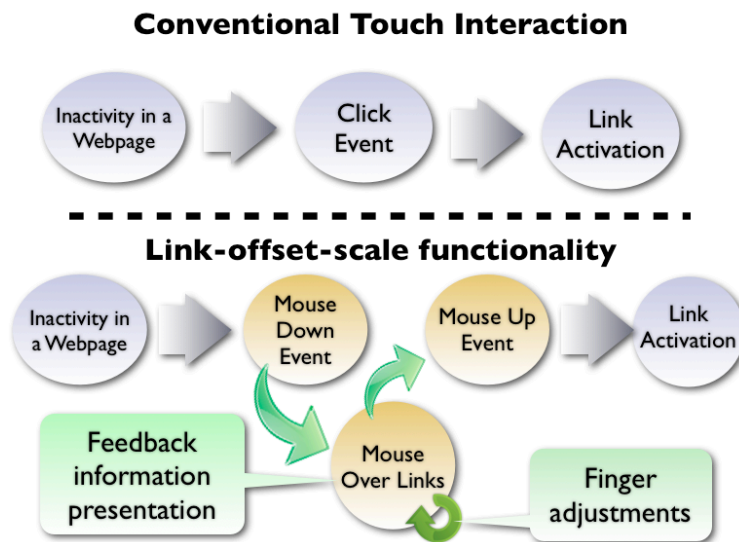 Conventional Touch Interaction
Inactivity in a
Webpage
Click
Event
Link
Activation
Link-offset-scale functionality
Inactivity in
a Webpage
Mouse
Down
Event
Mouse Up
Event
Link
Activation
Feedback
information
presentation
Mouse
Over Links
Finger
adjustments